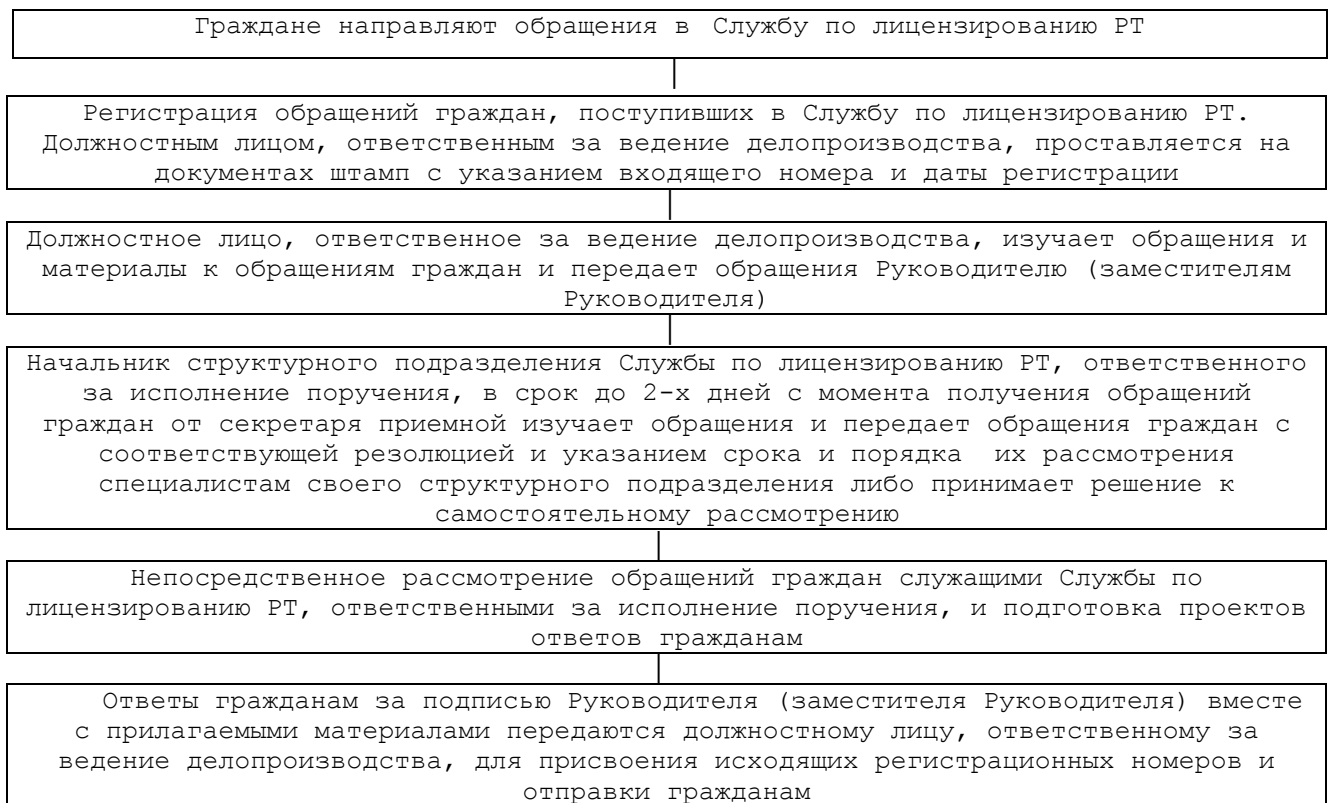 Граждане направляют обращения в Службу по лицензированию РТ
Регистрация обращений граждан, поступивших в Службу по лицензированию РТ.
Должностным лицом, ответственным за ведение делопроизводства, проставляется на
документах штамп с указанием входящего номера и даты регистрации
Должностное лицо, ответственное за ведение делопроизводства, изучает обращения и
материалы к обращениям граждан и передает обращения Руководителю (заместителям
Руководителя)
Начальник структурного подразделения Службы по лицензированию РТ, ответственного
за исполнение поручения, в срок до 2-х дней с момента получения обращений
граждан от секретаря приемной изучает обращения и передает обращения граждан с
соответствующей резолюцией и указанием срока и порядка их рассмотрения
специалистам своего структурного подразделения либо принимает решение к
самостоятельному рассмотрению
Непосредственное рассмотрение обращений граждан служащими Службы по
лицензированию РТ, ответственными за исполнение поручения, и подготовка проектов
ответов гражданам
Ответы гражданам за подписью Руководителя (заместителя Руководителя) вместе
с прилагаемыми материалами передаются должностному лицу, ответственному за
ведение делопроизводства, для присвоения исходящих регистрационных номеров и
отправки гражданам